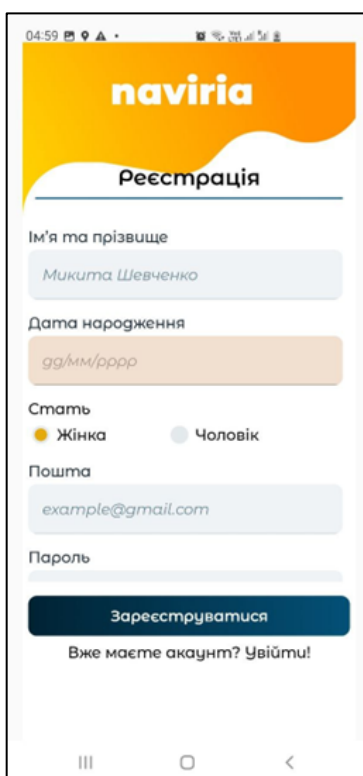 04:59
naviria
Реєстрація
Ім'я та прізвище
Микита Шевченко
Дата народження
дд/мм/рррр
Стать
Жінка
Чоловік
Пошта
example@gmail.com
Пароль
Зареєструватися
Вже маєте акаунт? Увійти!